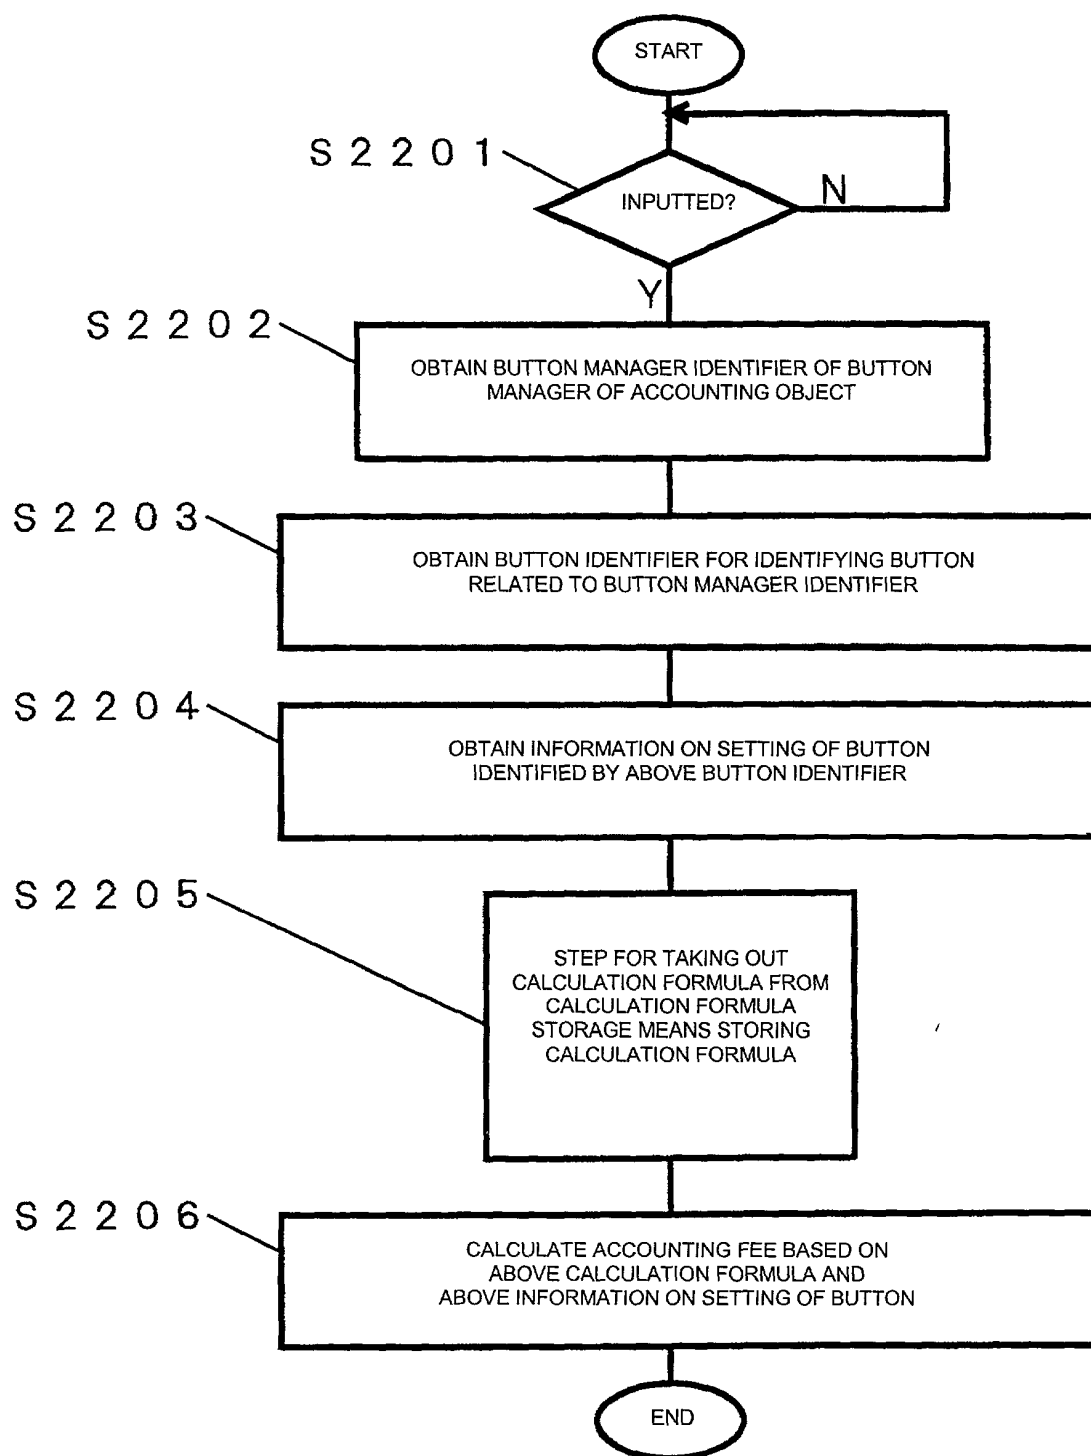 START
S2201
INPUTTED?
N
Y
S2202
OBTAIN BUTTON MANAGER IDENTIFIER OF BUTTON
MANAGER OF ACCOUNTING OBJECT
S2203
OBTAIN BUTTON IDENTIFIER FOR IDENTIFYING BUTTON
RELATED TO BUTTON MANAGER IDENTIFIER
S2204
OBTAIN INFORMATION ON SETTING OF BUTTON
IDENTIFIED BY ABOVE BUTTON IDENTIFIER
S2205
STEP FOR TAKING OUT
CALCULATION FORMULA FROM
CALCULATION FORMULA
STORAGE MEANS STORING
CALCULATION FORMULA
S2206
CALCULATE ACCOUNTING FEE BASED ON
ABOVE CALCULATION FORMULA AND
ABOVE INFORMATION ON SETTING OF BUTTON
END